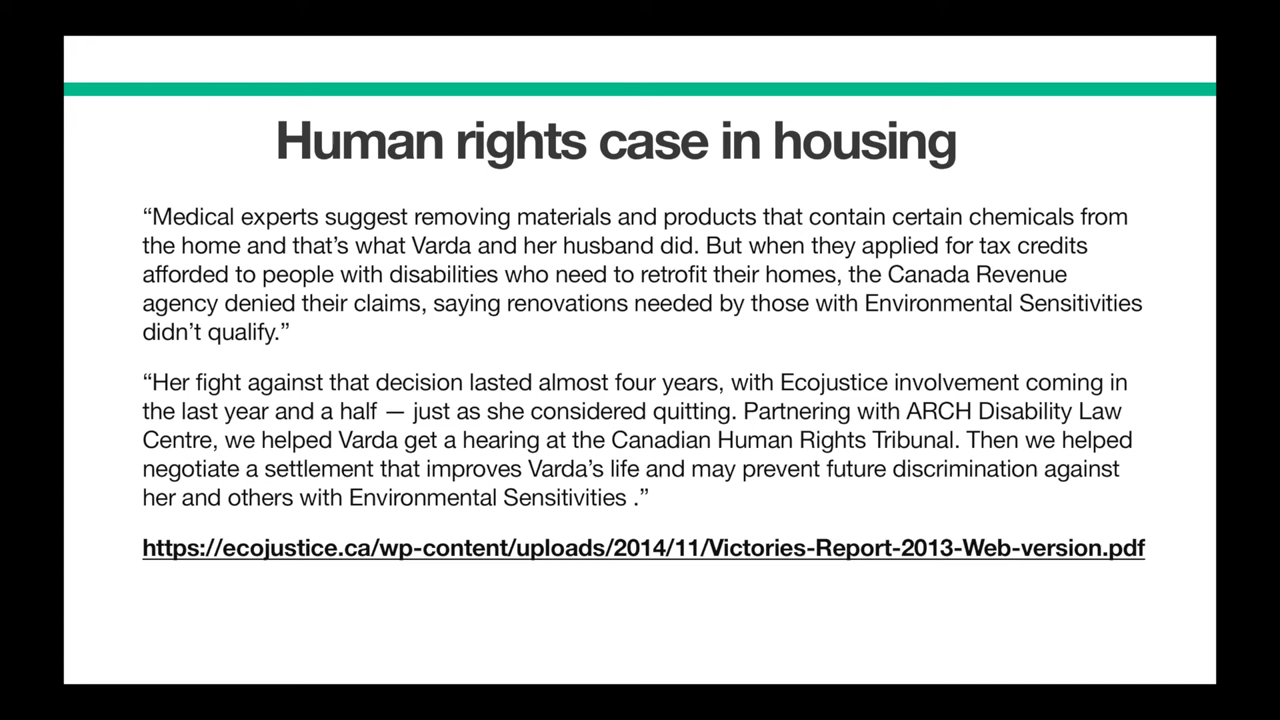 Human rights case in housing
“Medical experts suggest removing materials and products that contain certain chemicals from
the home and that’s what Varda and her husband did. But when they applied for tax credits
afforded to people with disabilities who need to retrofit their homes, the Canada Revenue
agency denied their claims, saying renovations needed by those with Environmental Sensitivities
didn’t qualify.”
“Her fight against that decision lasted almost four years, with Ecojustice involvement coming in
the last year and a half — just as she considered quitting. Partnering with ARCH Disability Law
Centre, we helped Varda get a hearing at the Canadian Human Rights Tribunal. Then we helped
negotiate a settlement that improves Varda’s life and may prevent future discrimination against
her and others with Environmental Sensitivities .”
https://ecojustice.ca/wp-content/uploads/2014/11/Victories-Report-2013-Web-version.pdf